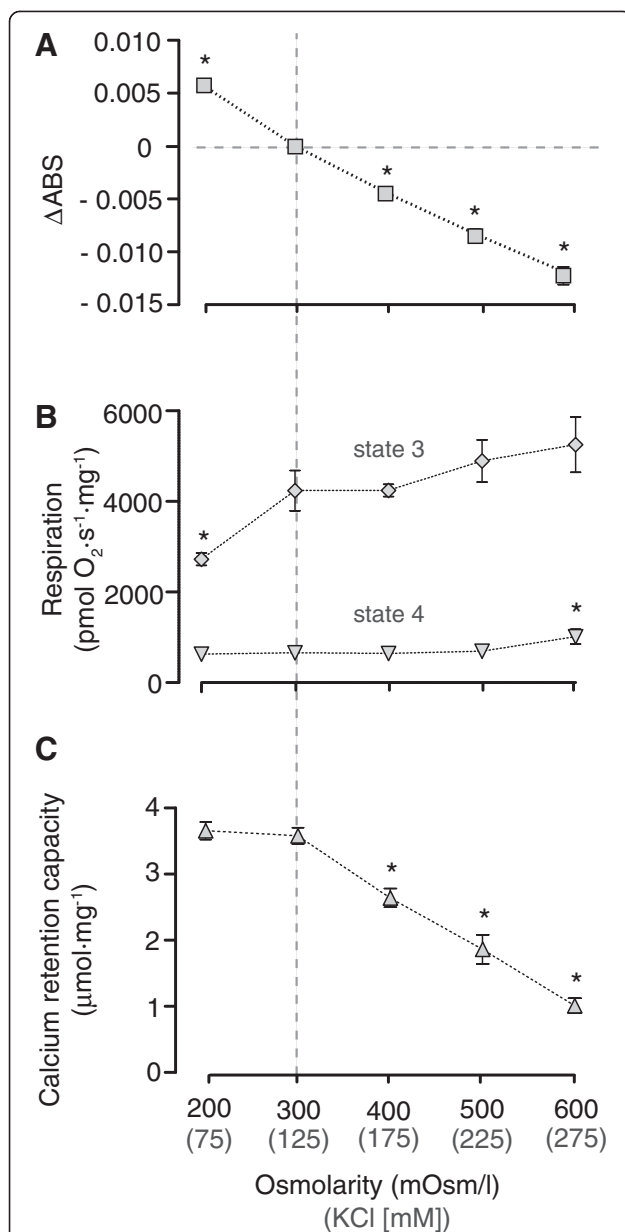 A
0.010
0.005
0
- 0.005
- 0.010
- 0.015
ΔABS
*
*
*
*
B
6000
4000
2000
0
Respiration
(pmol O₂·s⁻¹·mg⁻¹)
state 3
state 4
*
*
C
4
3
2
1
0
Calcium retention capacity
(µmol·mg⁻¹)
*
*
*
200 300 400 500 600
(75) (125) (175) (225) (275)
Osmolarity (mOsm/l)
(KCl [mM])